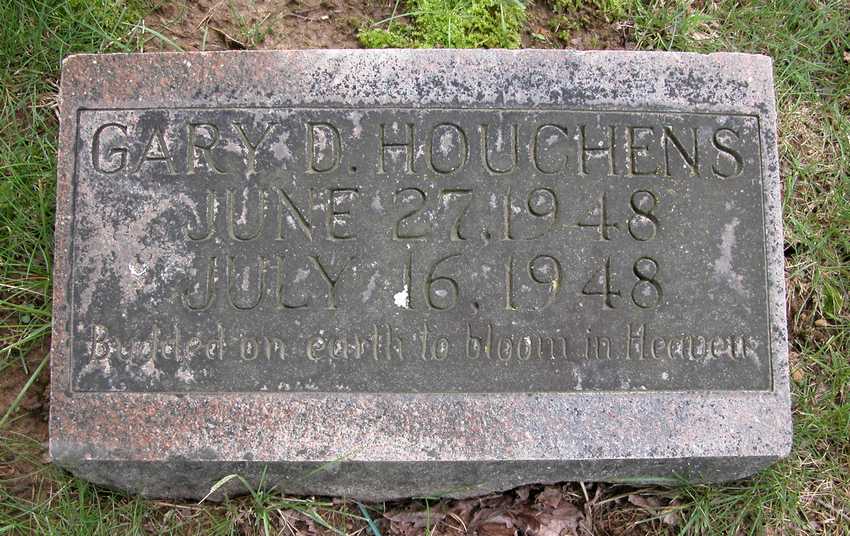 GARY D. HOUCHENS
JUNE 27, 1948
JULY 16, 1948
Budded on earth to bloom in Heaven